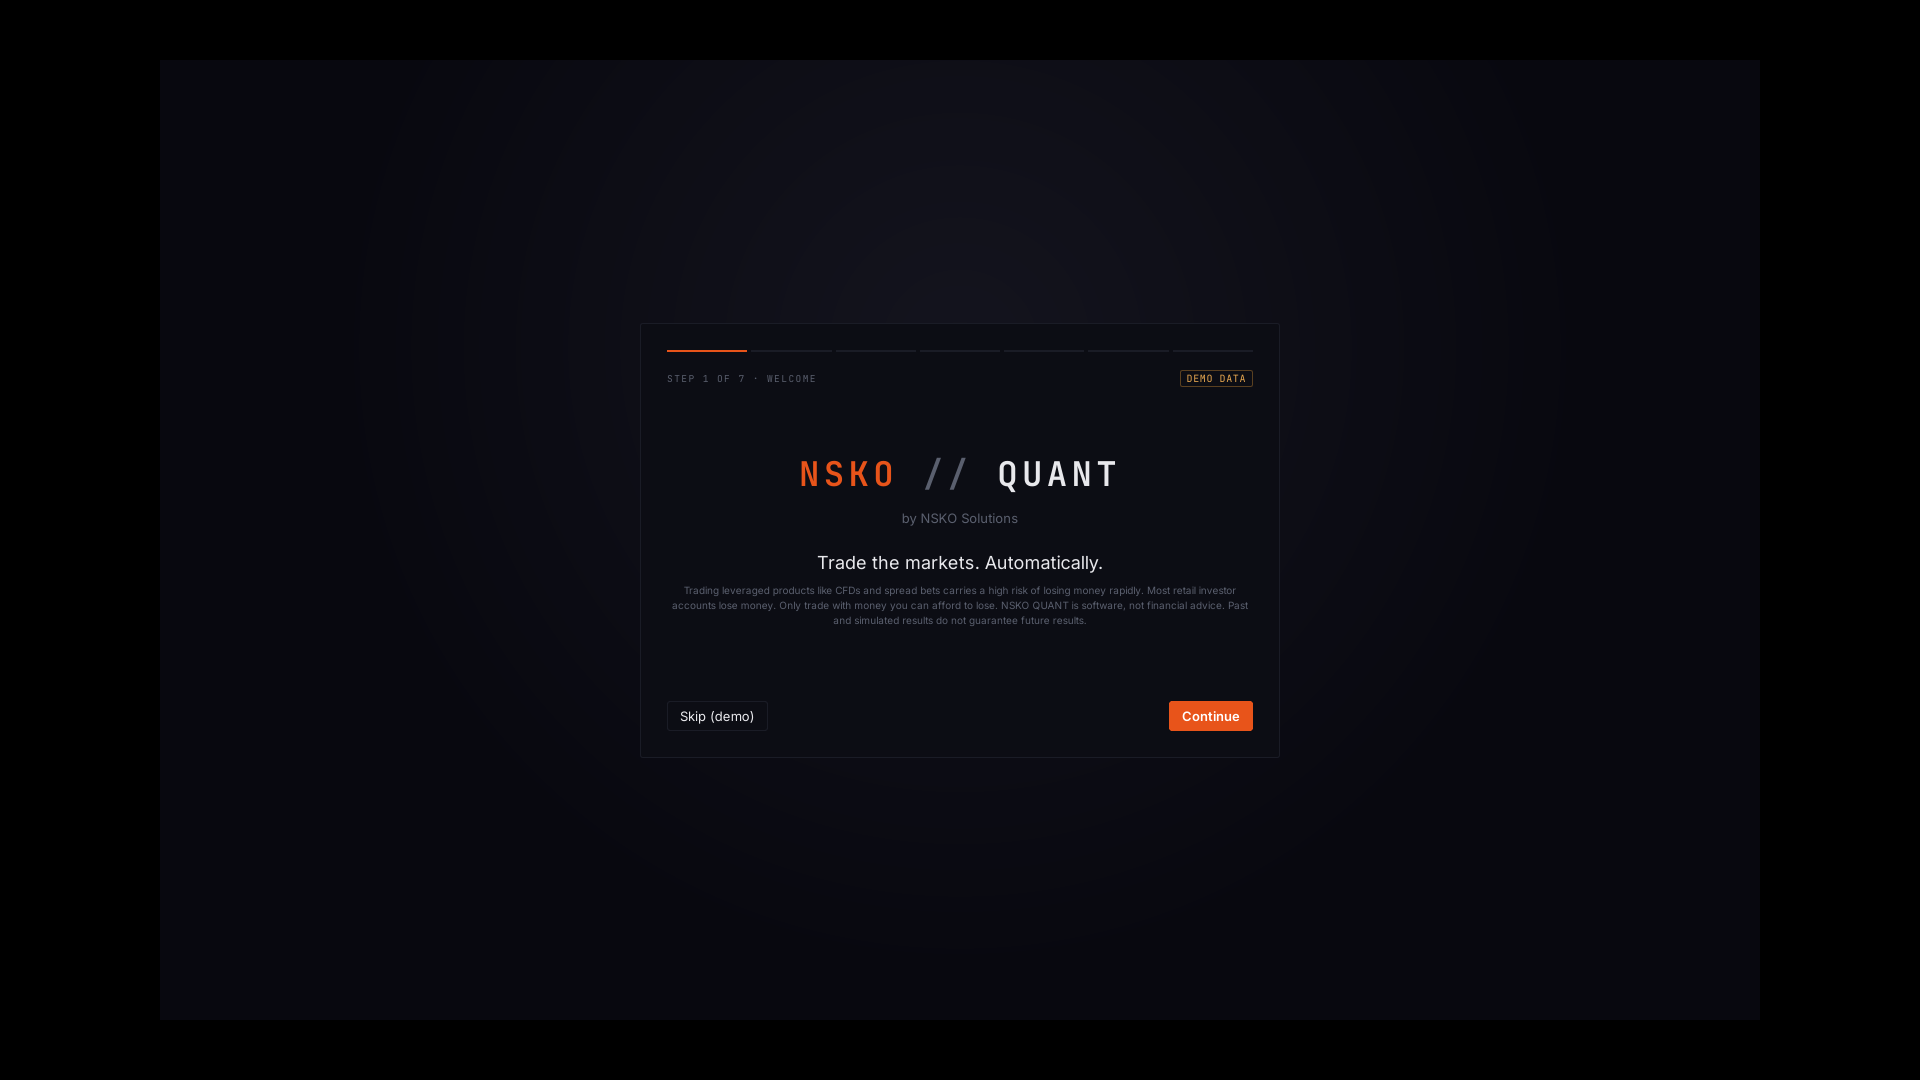 STEP 1 OF 7 · WELCOME
DEMO DATA
NSKO // QUANT
by NSKO Solutions
Trade the markets. Automatically.
Trading leveraged products like CFDs and spread bets carries a high risk of losing money rapidly. Most retail investor
accounts lose money. Only trade with money you can afford to lose. NSKO QUANT is software, not financial advice. Past
and simulated results do not guarantee future results.
Skip (demo)
Continue